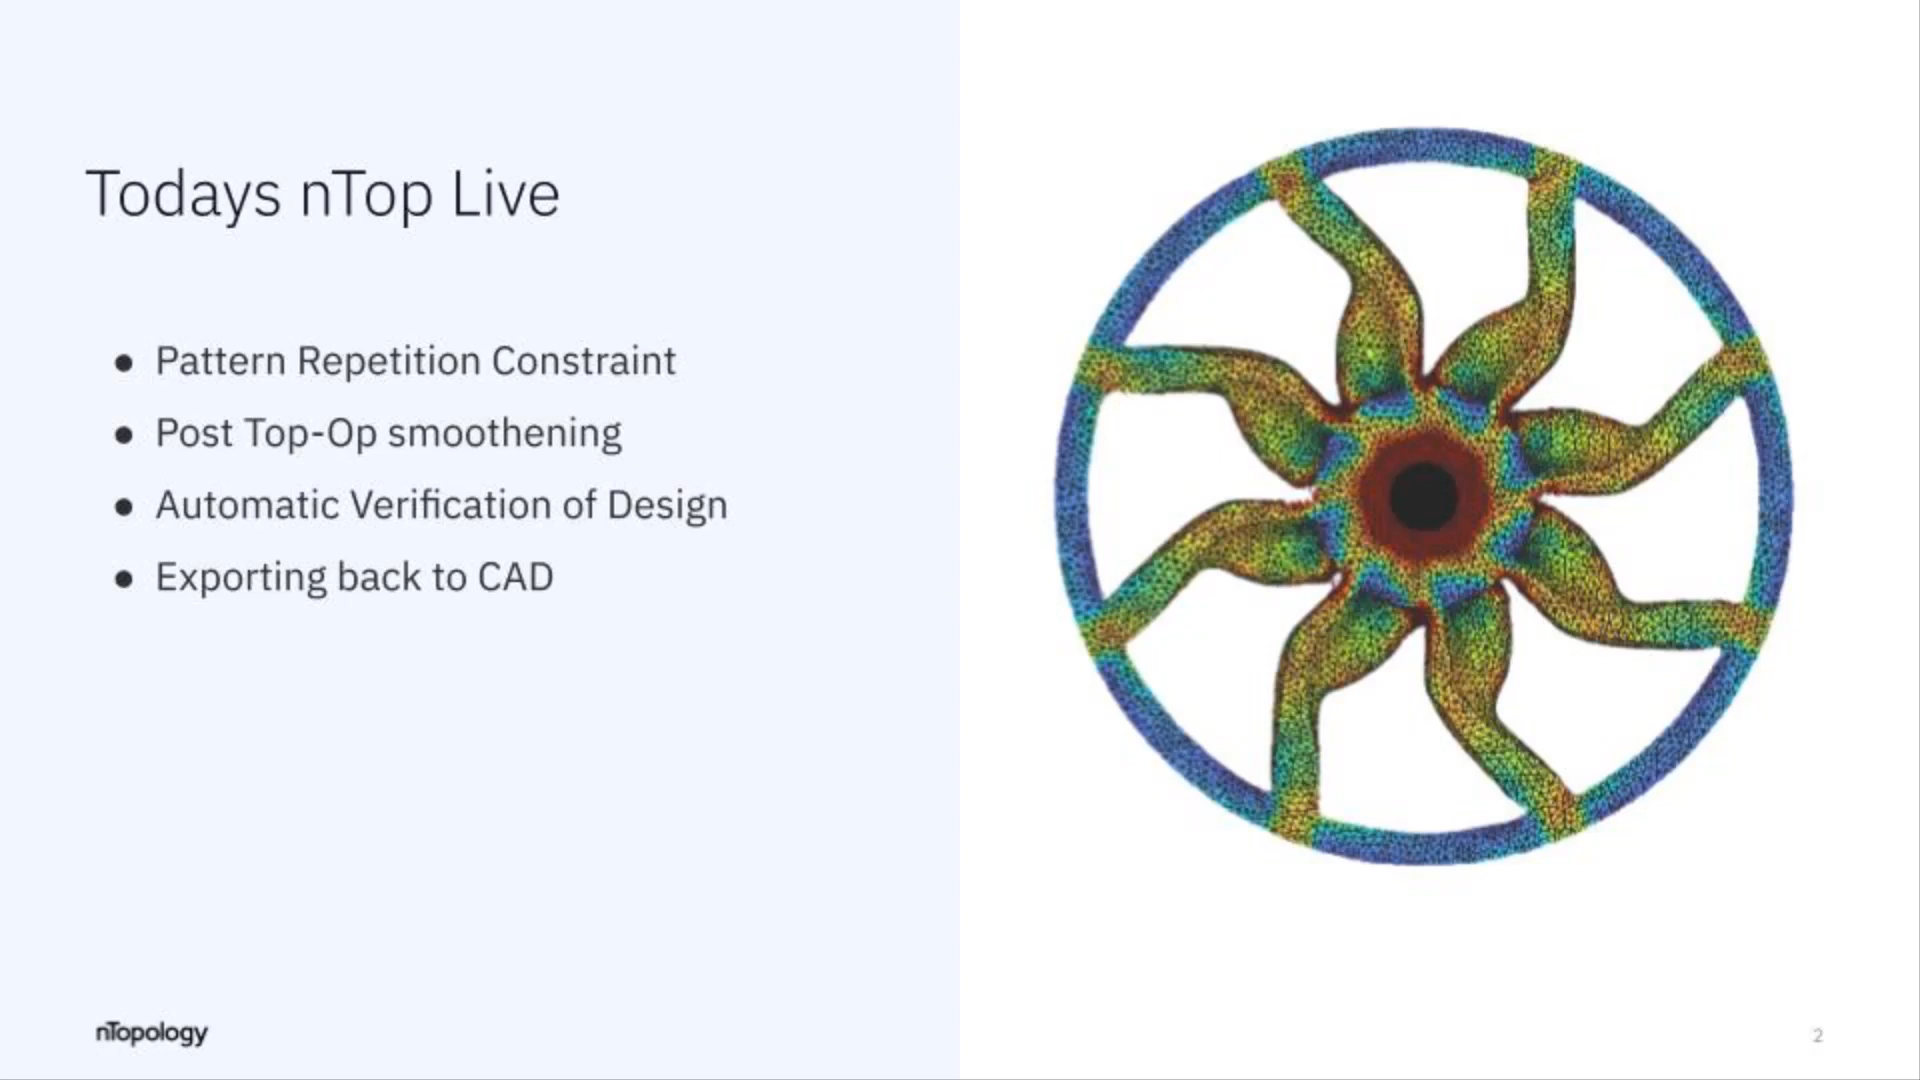 Todays nTop Live
● Pattern Repetition Constraint
● Post Top-Op smoothening
● Automatic Verification of Design
● Exporting back to CAD
nTopology
2